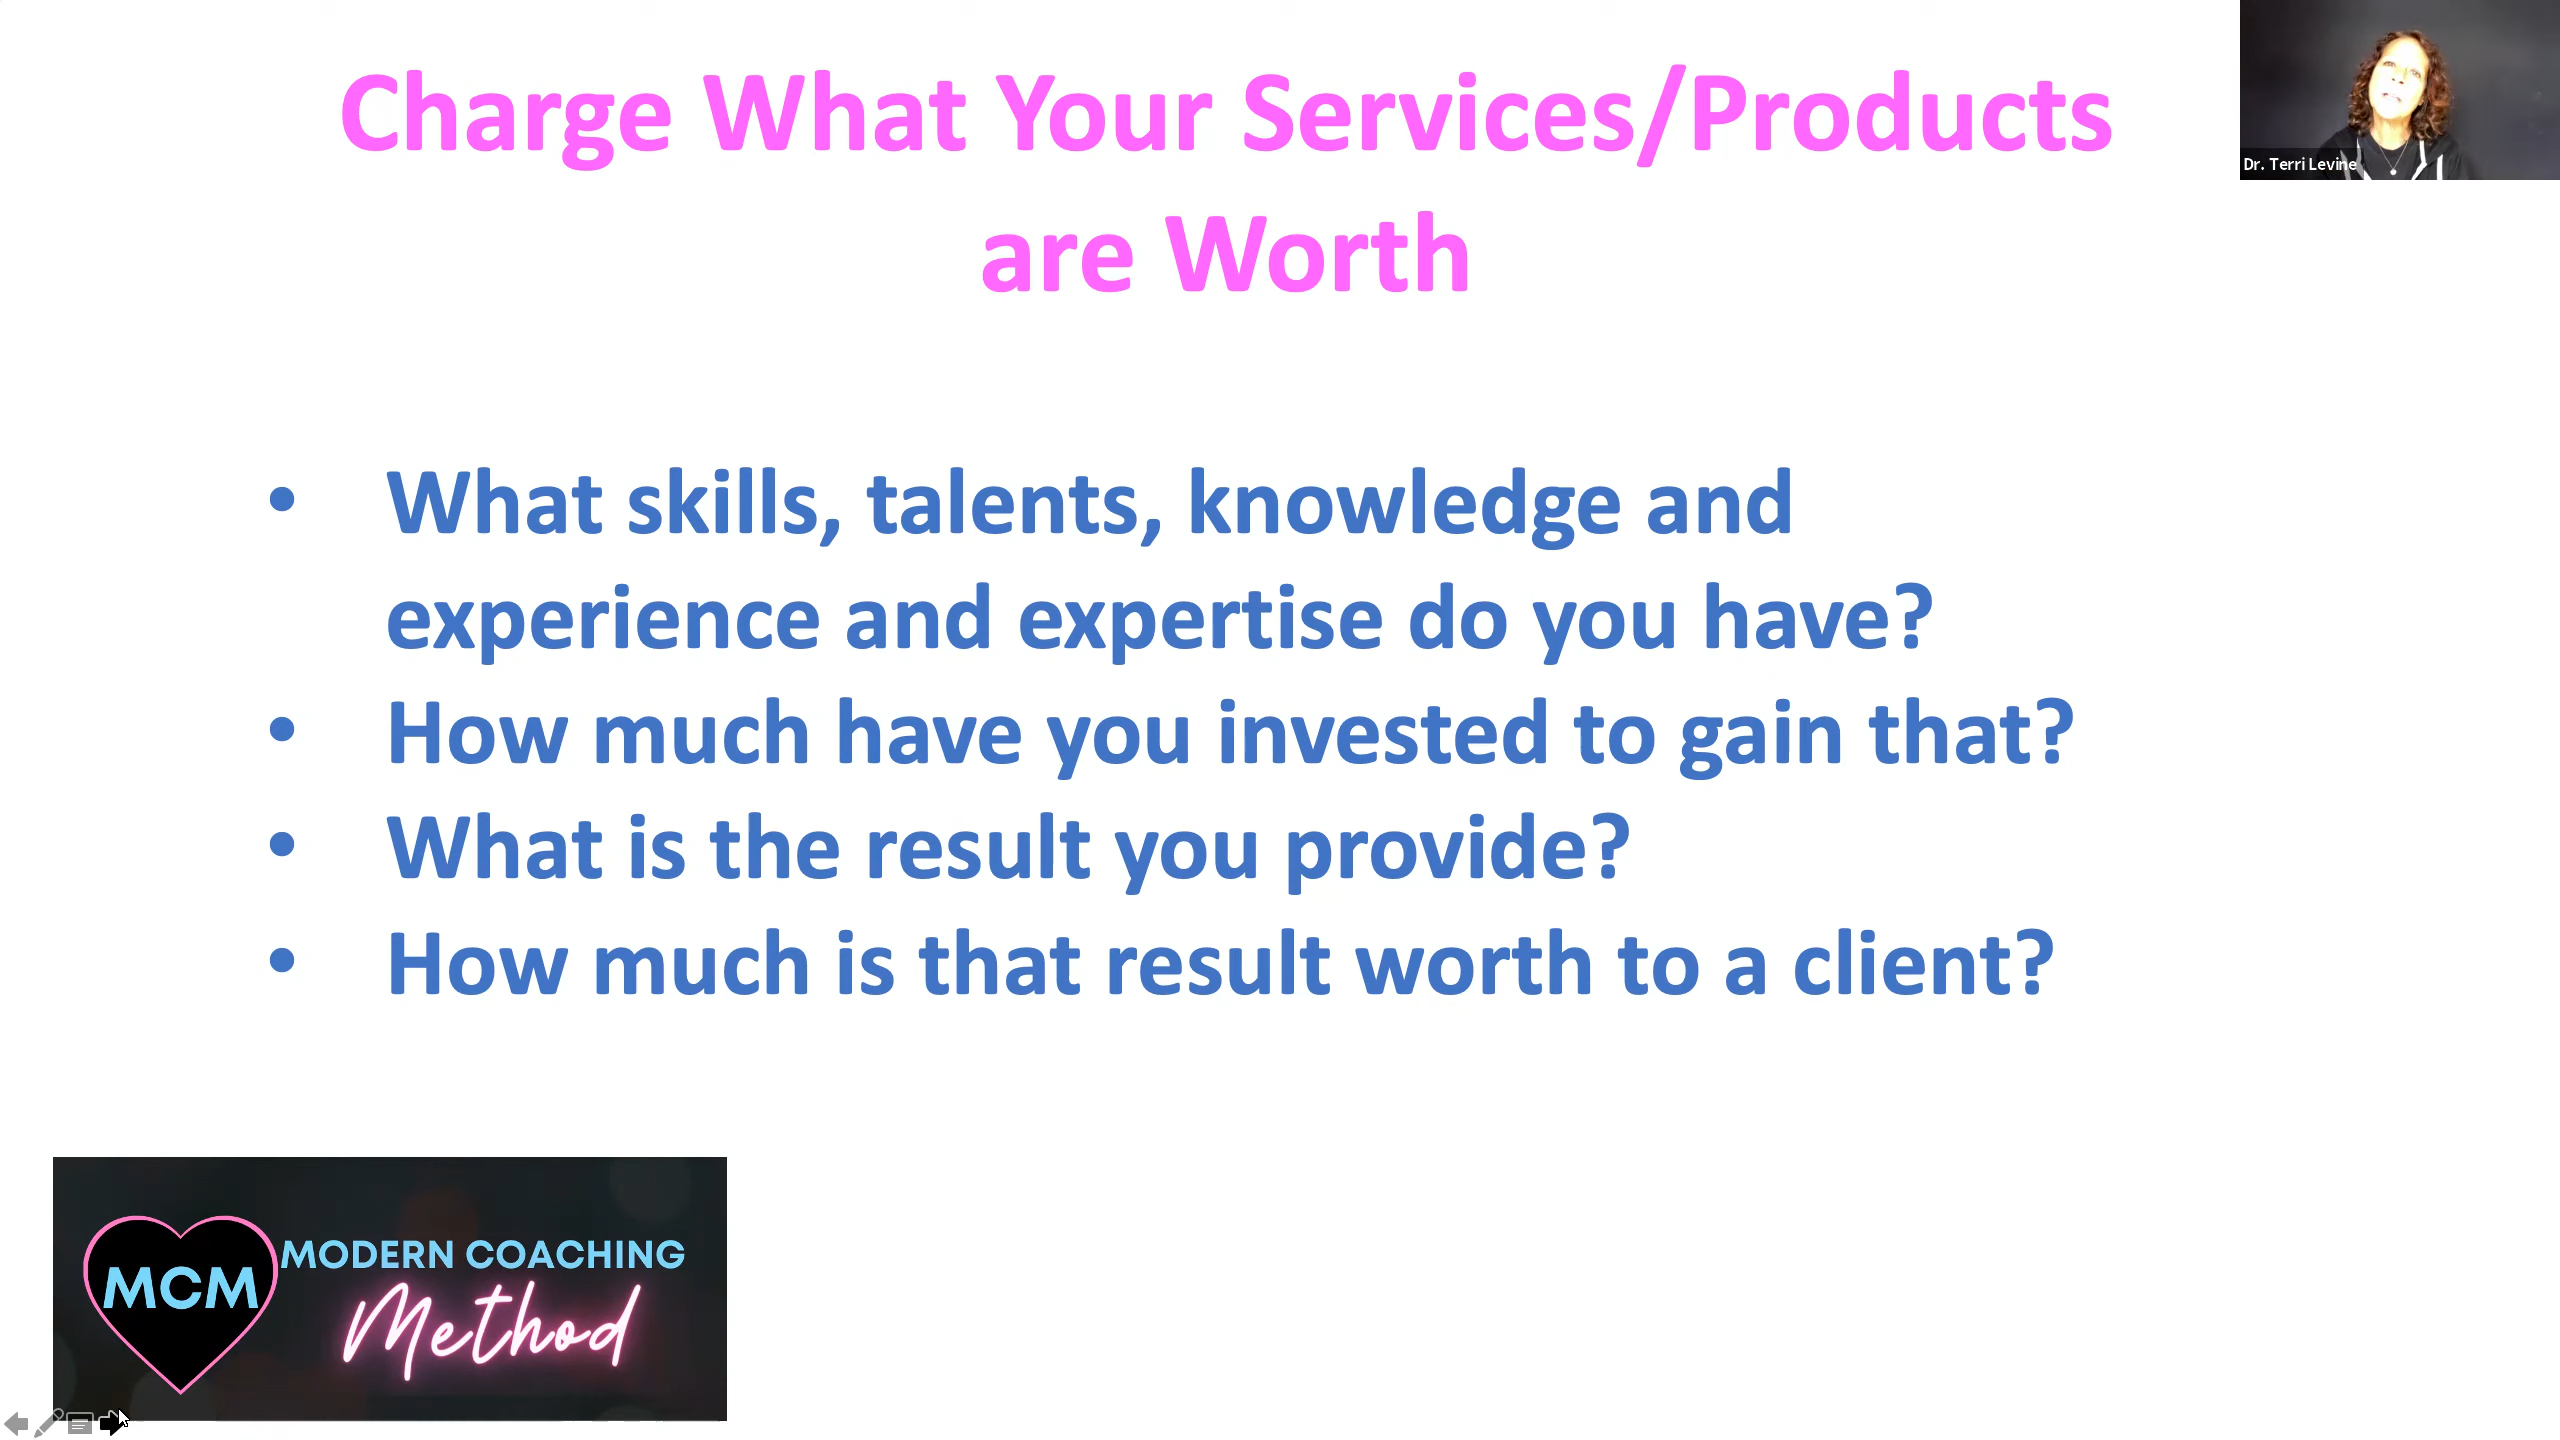 Charge What Your Services/Products
are Worth
Dr. Terri Levine
• What skills, talents, knowledge and
experience and expertise do you have?
• How much have you invested to gain that?
• What is the result you provide?
• How much is that result worth to a client?
MCM
MODERN COACHING
Method